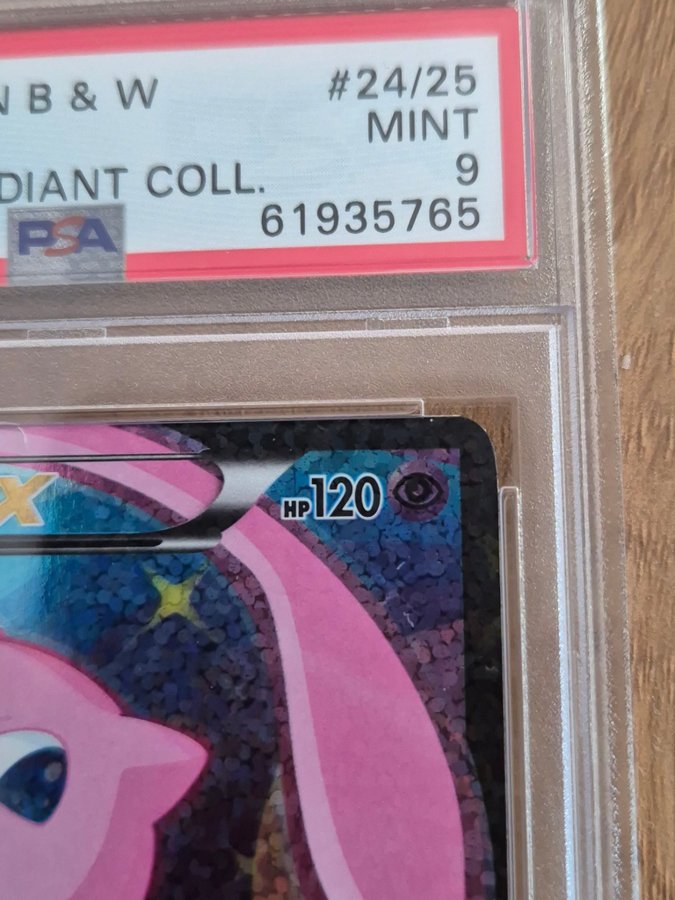 N B & W #24/25
MINT
DIANT COLL. 9
PSA 61935765
X HP120